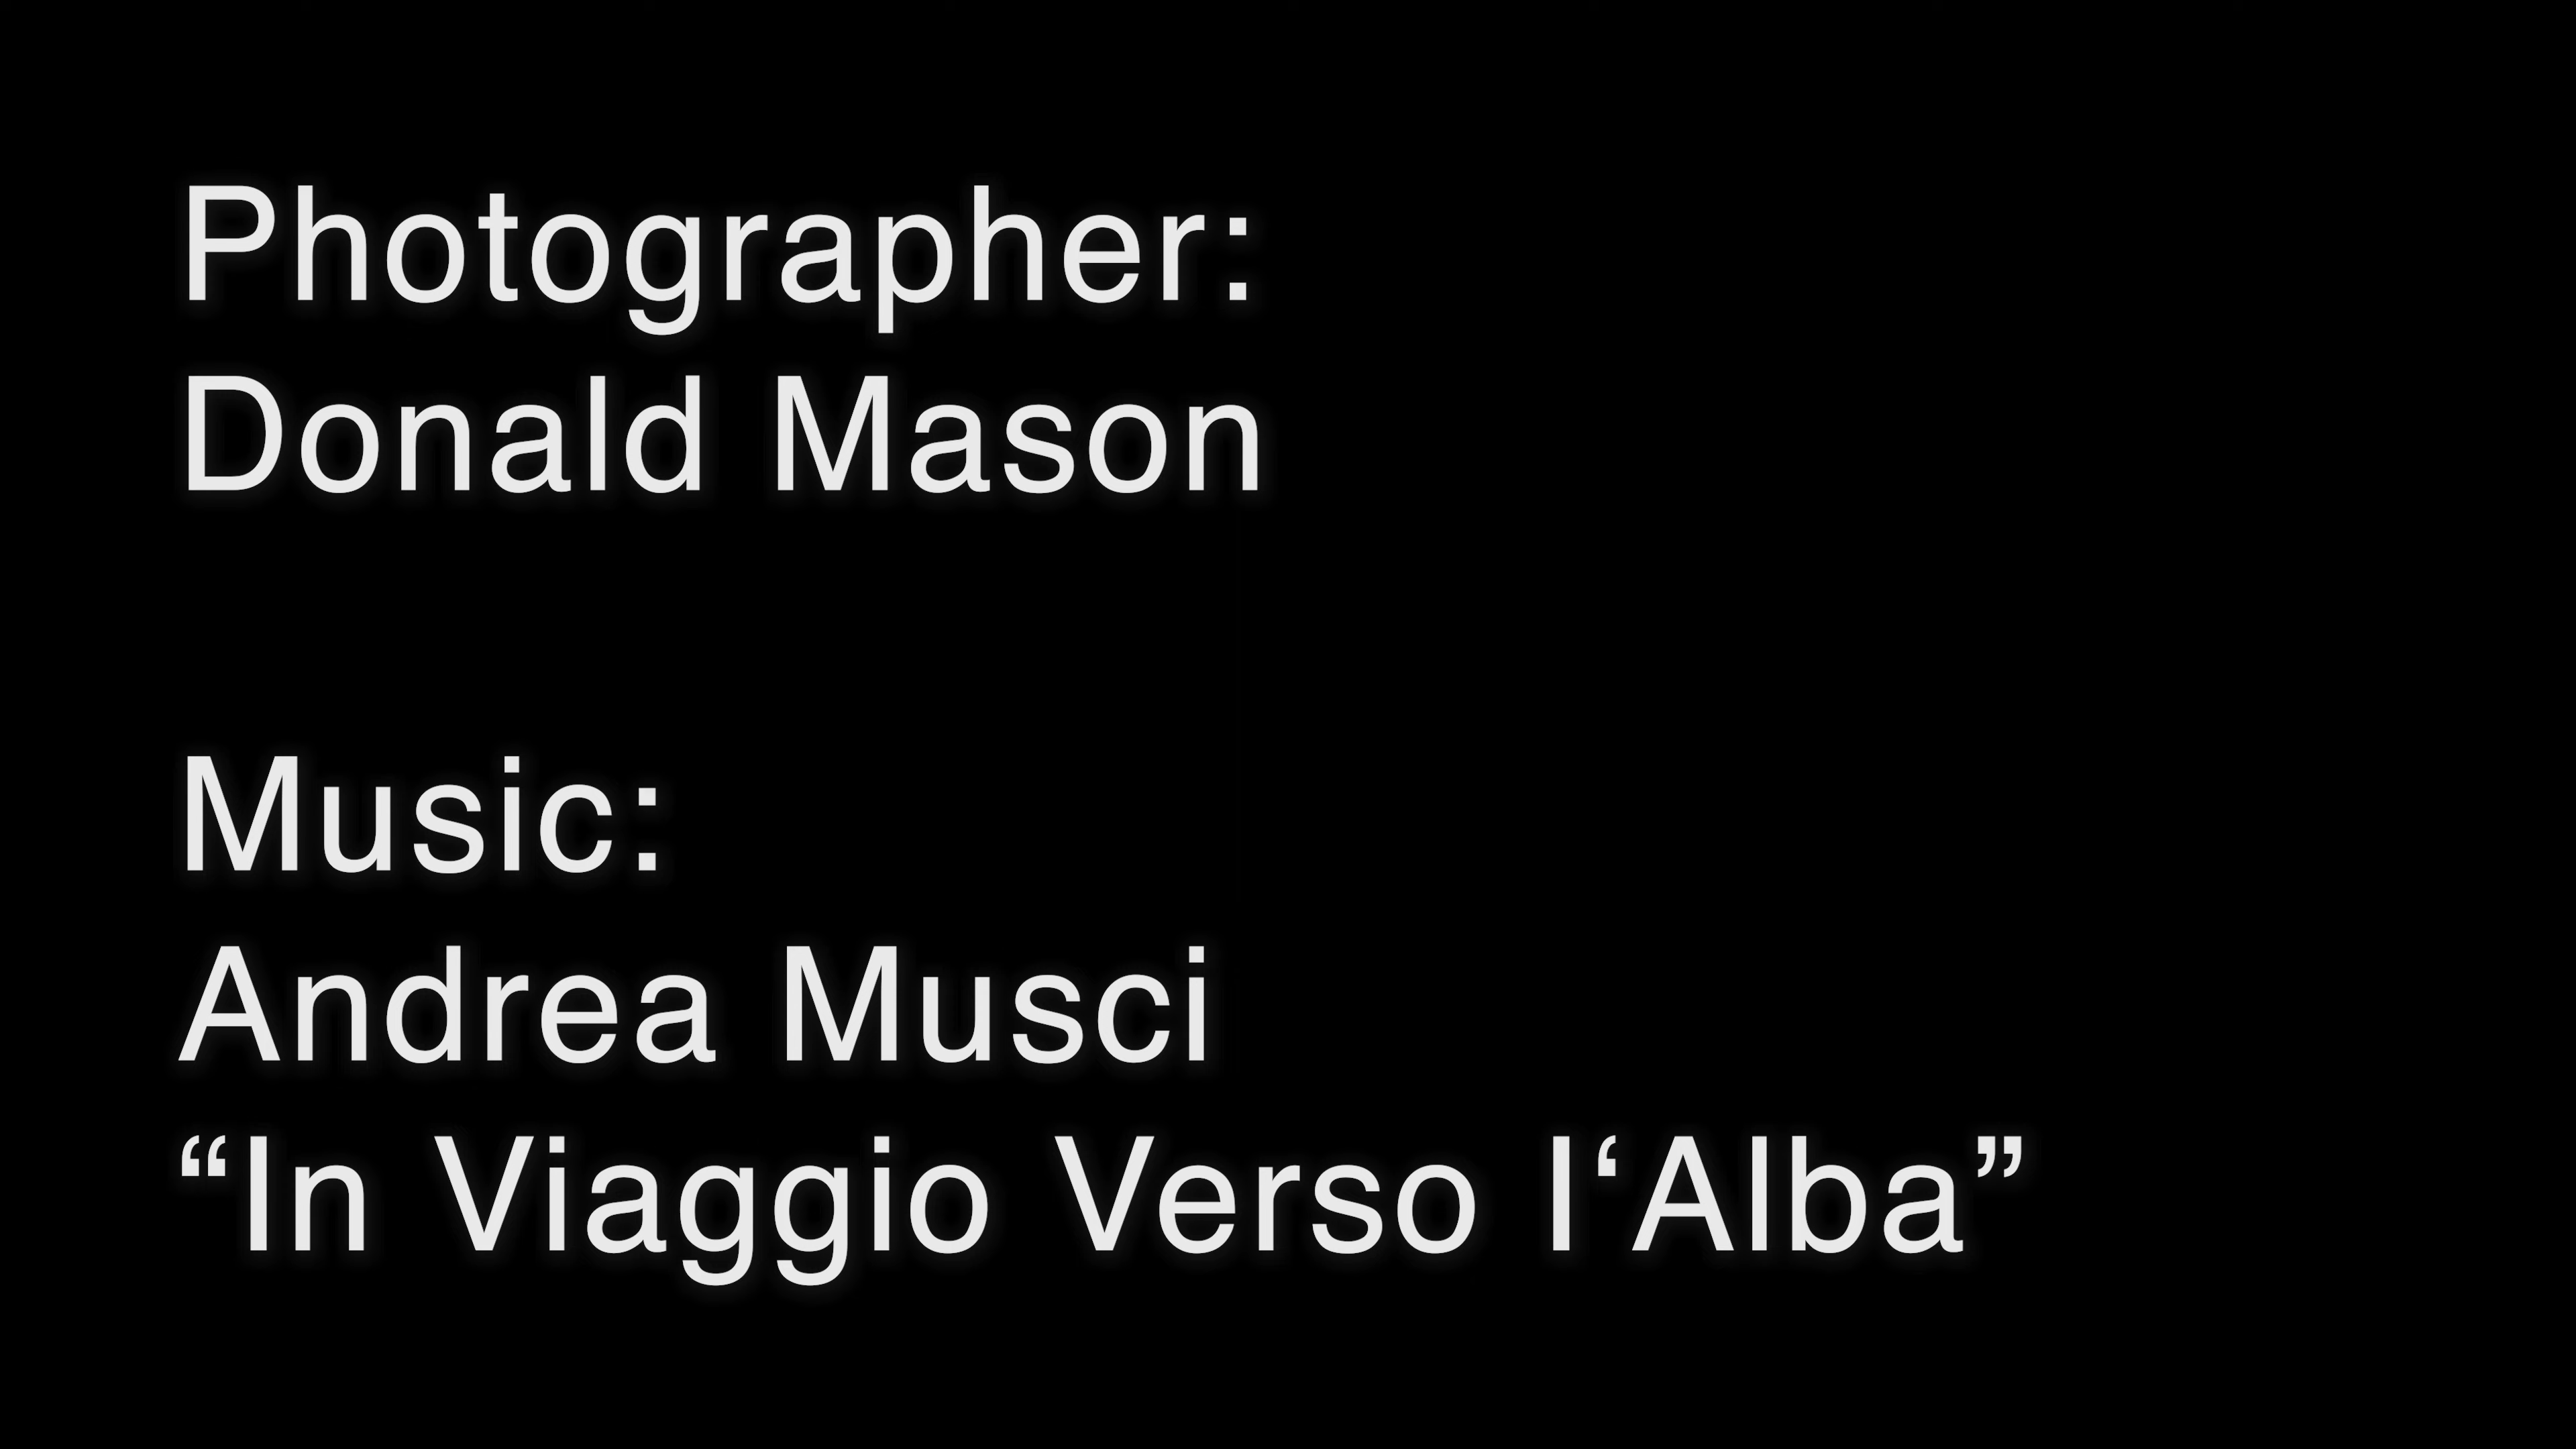 Photographer:
Donald Mason
Music:
Andrea Musci
“In Viaggio Verso l‘Alba”